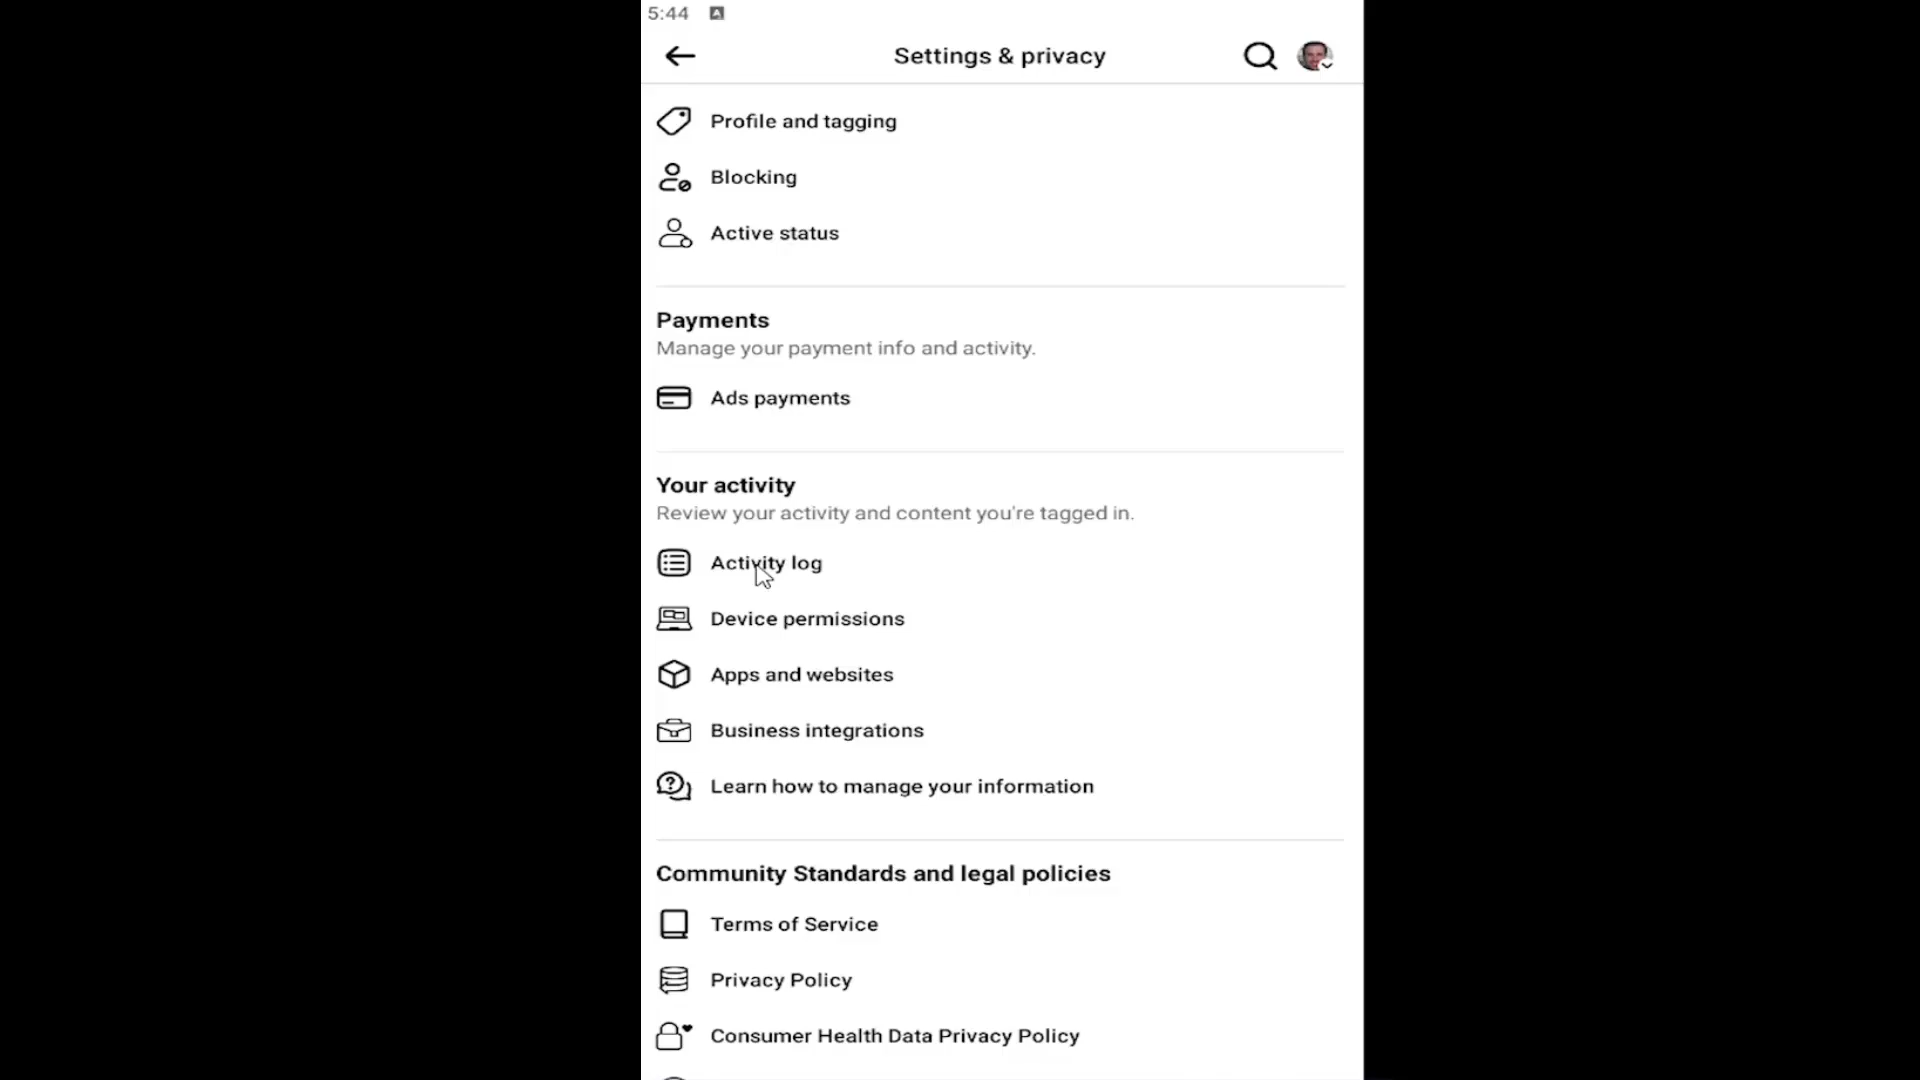 5:44
Settings & privacy
Profile and tagging
Blocking
Active status
Payments
Manage your payment info and activity.
Ads payments
Your activity
Review your activity and content you're tagged in.
Activity log
Device permissions
Apps and websites
Business integrations
Learn how to manage your information
Community Standards and legal policies
Terms of Service
Privacy Policy
Consumer Health Data Privacy Policy